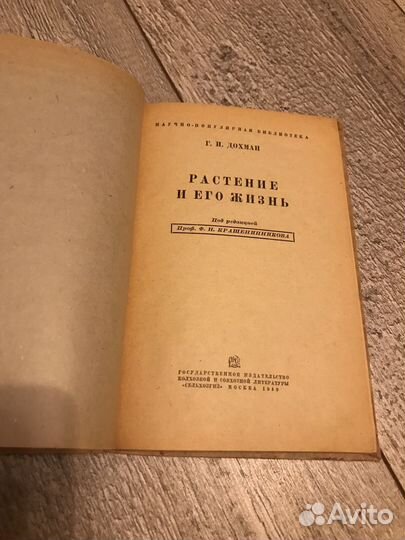 НАУЧНО-ПОПУЛЯРНАЯ БИБЛИОТЕКА
Г. И. ДОХМАН
РАСТЕНИЕ
И ЕГО ЖИЗНЬ
Под редакцией
Проф. Ф. Н. КРАШЕНИННИКОВА
ГОСУДАРСТВЕННОЕ ИЗДАТЕЛЬСТВО
КОЛХОЗНОЙ И СОВХОЗНОЙ ЛИТЕРАТУРЫ
«СЕЛЬХОЗГИЗ» МОСКВА 1939
Avito